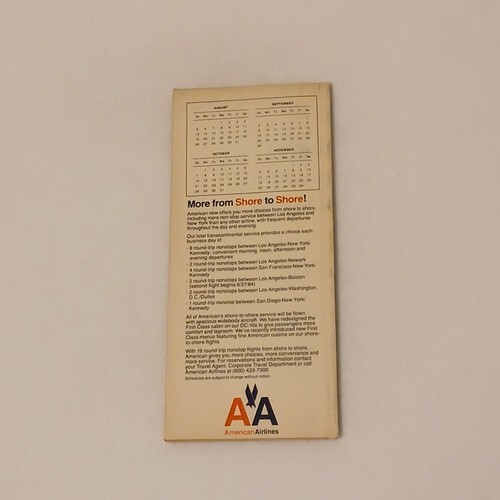 AUGUST
SEPTEMBER
OCTOBER
NOVEMBER
More from Shore to Shore!
American now offers you more choices from shore to shore,
including more non-stop service between Los Angeles and
New York than any other airline, with frequent departures
throughout the day and evening.
Our total transcontinental service provides a choice each
business day of:
· 8 round-trip nonstops between Los Angeles-New York/
Kennedy; convenient morning, noon, afternoon and
evening departures
· 2 round-trip nonstops between Los Angeles-Newark
· 4 round-trip nonstops between San Francisco-New York/
Kennedy
· 2 round-trip nonstops between Los Angeles-Boston
(second flight begins 6/27/84)
· 2 round-trip nonstops between Los Angeles-Washington,
D.C./Dulles
· 1 round-trip nonstop between San Diego-New York/
Kennedy
All of American's shore-to-shore service will be flown
with spacious widebody aircraft. We have redesigned the
First Class cabin on our DC-10s to give passengers more
comfort and legroom. We've recently introduced new First
Class menus featuring fine American cuisine on our shore-
to-shore flights.
With 19 round trip nonstop flights from shore to shore,
American gives you more choices, more convenience and
more service. For reservations and information contact
your Travel Agent, Corporate Travel Department or call
American Airlines at (800) 433-7300.
Schedules are subject to change without notice.
AA
American Airlines